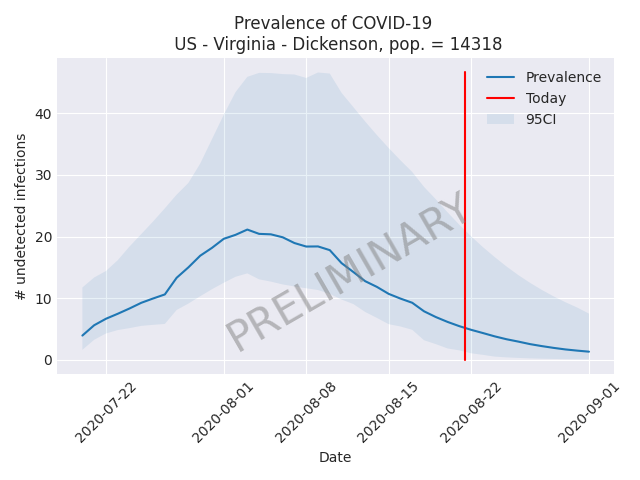 Prevalence of COVID-19
US - Virginia - Dickenson, pop. = 14318
Prevalence
Today
95CI
# undetected infections
40
30
20
10
0
PRELIMINARY
2020-07-22
2020-08-01
2020-08-08
2020-08-15
2020-08-22
2020-09-01
Date